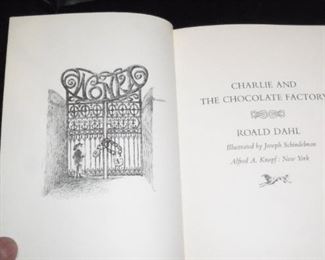 WONKA
CHARLIE AND
THE CHOCOLATE FACTORY
ROALD DAHL
Illustrated by Joseph Schindelman
Alfred A. Knopf : New York